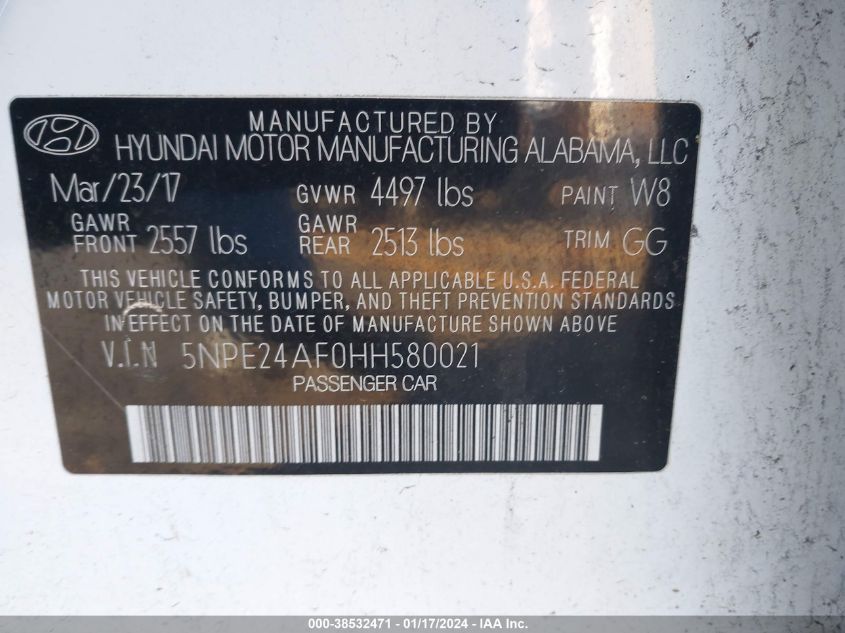 MANUFACTURED BY
HYUNDAI MOTOR MANUFACTURING ALABAMA, LLC
Mar/23/17 GVWR 4497 lbs PAINT W8
GAWR FRONT 2557 lbs GAWR REAR 2513 lbs TRIM GG
THIS VEHICLE CONFORMS TO ALL APPLICABLE U.S.A. FEDERAL
MOTOR VEHICLE SAFETY, BUMPER, AND THEFT PREVENTION STANDARDS
IN EFFECT ON THE DATE OF MANUFACTURE SHOWN ABOVE
V.I.N 5NPE24AF0HH580021
PASSENGER CAR
000-38532471 - 01/17/2024 - IAA Inc.